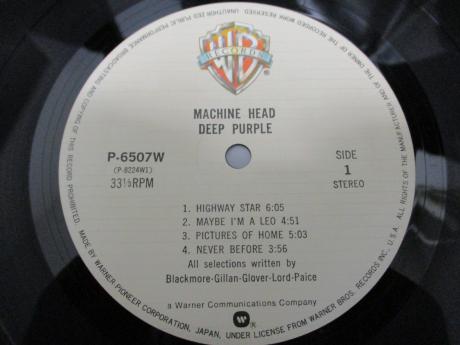 ALL RIGHTS OF THE MANUFACTURER AND OF THE OWNER OF THE RECORDED WORK RESERVED. UNAUTHORIZED PUBLIC PERFORMANCE BROADCASTING AND COPYING OF THIS RECORD PROHIBITED.
WB
RECORDS
MACHINE HEAD
DEEP PURPLE
P-6507W
(P-8224W1)
33⅓RPM
SIDE
1
STEREO
1. HIGHWAY STAR 6:05
2. MAYBE I'M A LEO 4:51
3. PICTURES OF HOME 5:03
4. NEVER BEFORE 3:56
All selections written by
Blackmore-Gillan-Glover-Lord-Paice
a Warner Communications Company
MADE BY WARNER PIONEER CORPORATION, JAPAN, UNDER LICENSE FROM WARNER BROS. RECORDS INC., U.S.A.